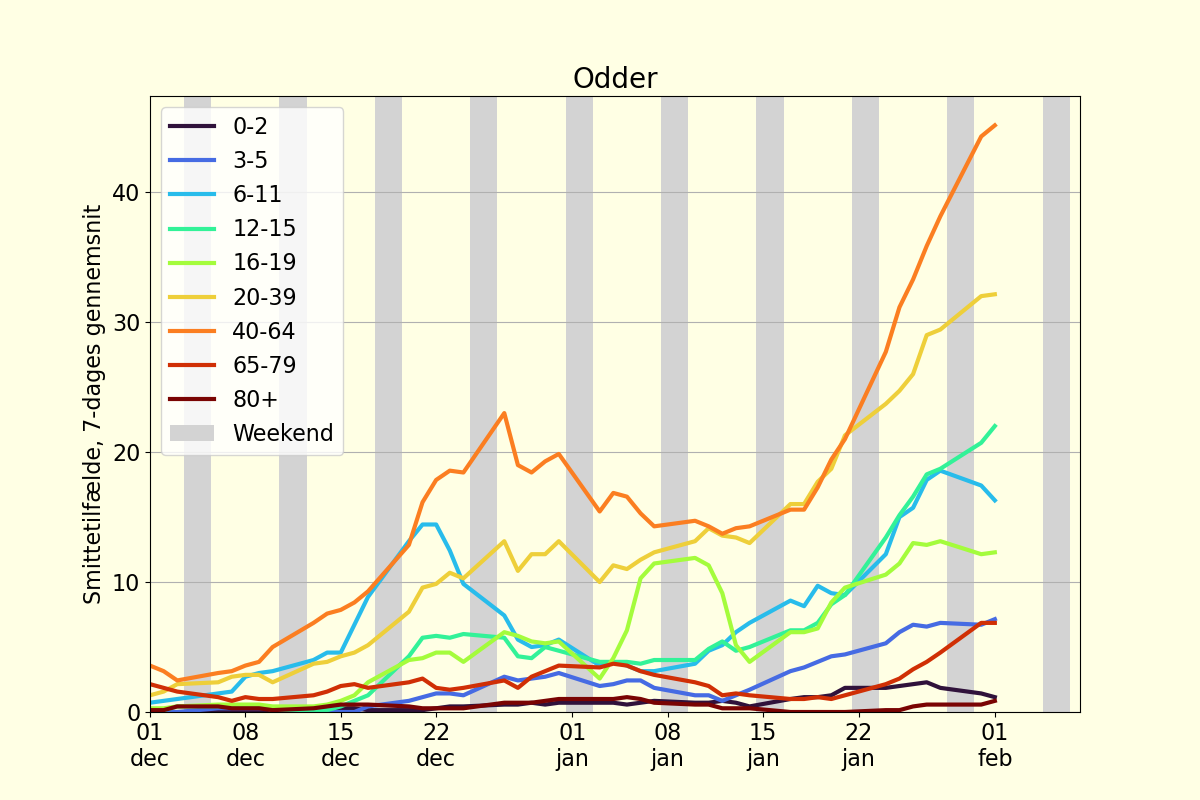 Odder
Smittetilfælde, 7-dages gennemsnit
0-2
3-5
6-11
12-15
16-19
20-39
40-64
65-79
80+
Weekend
40
30
20
10
0
01 08 15 22 01 08 15 22 01
dec dec dec dec jan jan jan jan feb